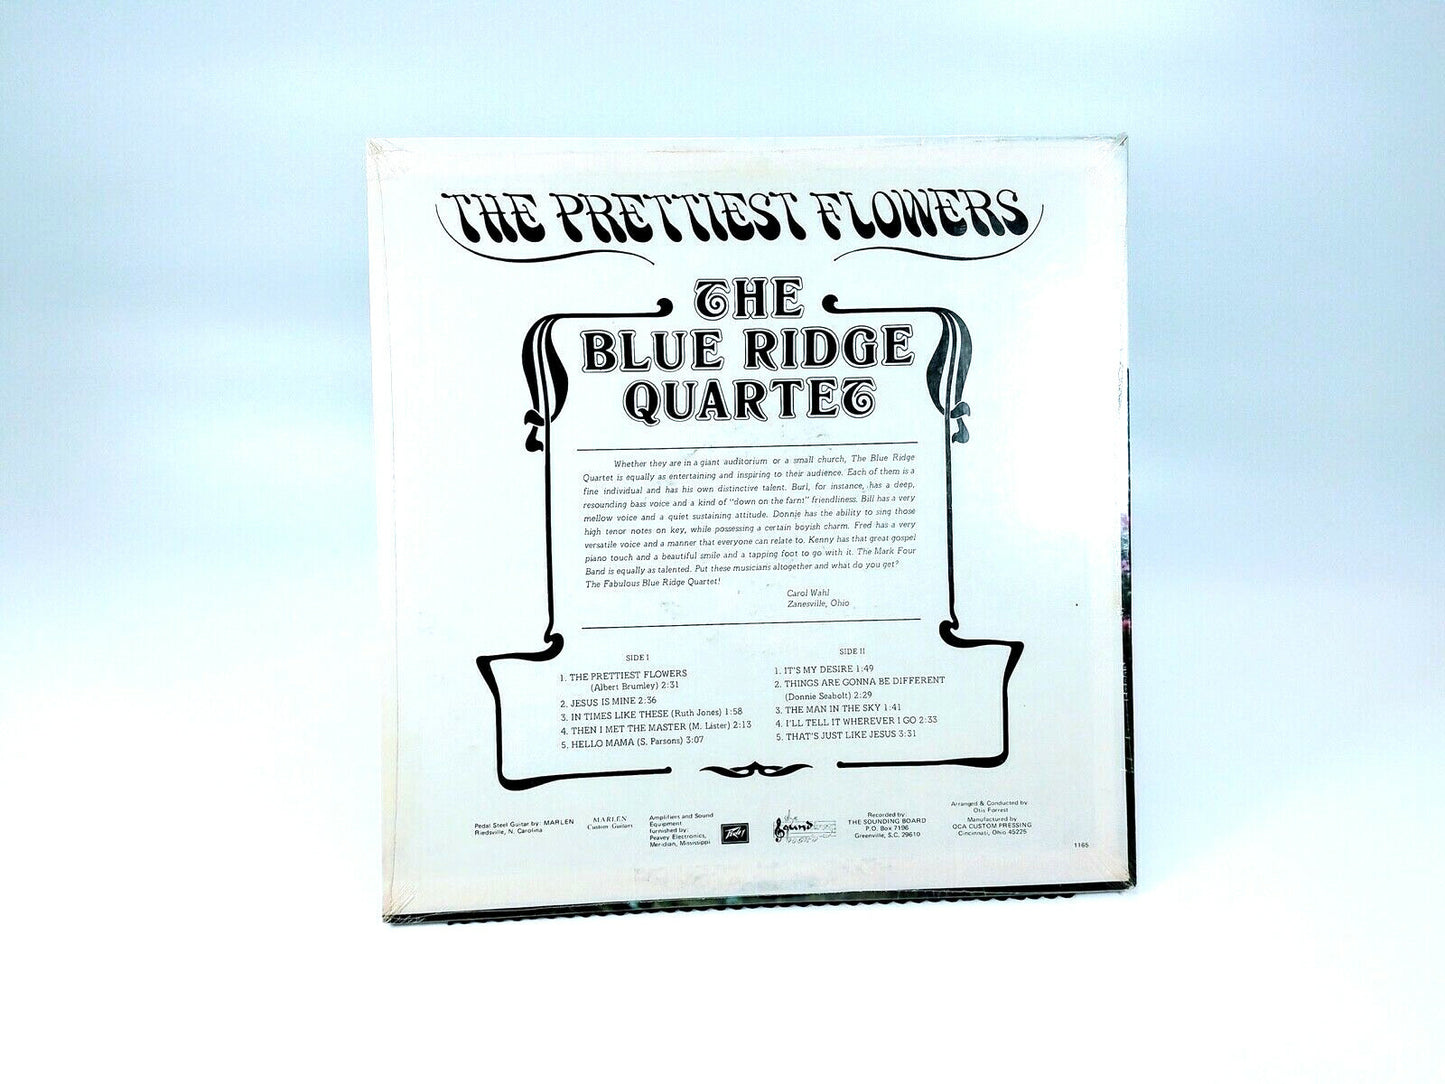 THE PRETTIEST FLOWERS
THE
BLUE RIDGE
QUARTET
Whether they are in a giant auditorium or a small church, The Blue Ridge
Quartet is equally as entertaining and inspiring to their audience. Each of them is a
fine individual and has his own distinctive talent. Burl, for instance, has a deep,
resounding bass voice and a kind of "down on the farm" friendliness. Bill has a very
mellow voice and a quiet sustaining attitude. Donnie has the ability to sing those
high tenor notes on key, while possessing a certain boyish charm. Fred has a very
versatile voice and a manner that everyone can relate to. Kenny has that great gospel
piano touch and a beautiful smile and a tapping foot to go with it. The Mark Four
Band is equally as talented. Put these musicians altogether and what do you get?
The Fabulous Blue Ridge Quartet!
Carol Wahl
Zanesville, Ohio
SIDE I
1. THE PRETTIEST FLOWERS
(Albert Brumley) 2:31
2. JESUS IS MINE 2:36
3. IN TIMES LIKE THESE (Ruth Jones) 1:58
4. THEN I MET THE MASTER (M. Lister) 2:13
5. HELLO MAMA (S. Parsons) 3:07
SIDE II
1. IT'S MY DESIRE 1:49
2. THINGS ARE GONNA BE DIFFERENT
(Donnie Seabolt) 2:29
3. THE MAN IN THE SKY 1:41
4. I'LL TELL IT WHEREVER I GO 2:33
5. THAT'S JUST LIKE JESUS 3:31
Pedal Steel Guitar by: MARLEN
Riedsville, N. Carolina
MARLEN
Custom Guitars
Amplifiers and Sound
Equipment
furnished by:
Peavey Electronics,
Meridian, Mississippi
PEAVEY
the
Sound
Recorded by:
THE SOUNDING BOARD
P.O. Box 7196
Greenville, S.C. 29610
Arranged & Conducted by
Otis Forrest
Manufactured by
QCA CUSTOM PRESSING
Cincinnati, Ohio 45225
1165